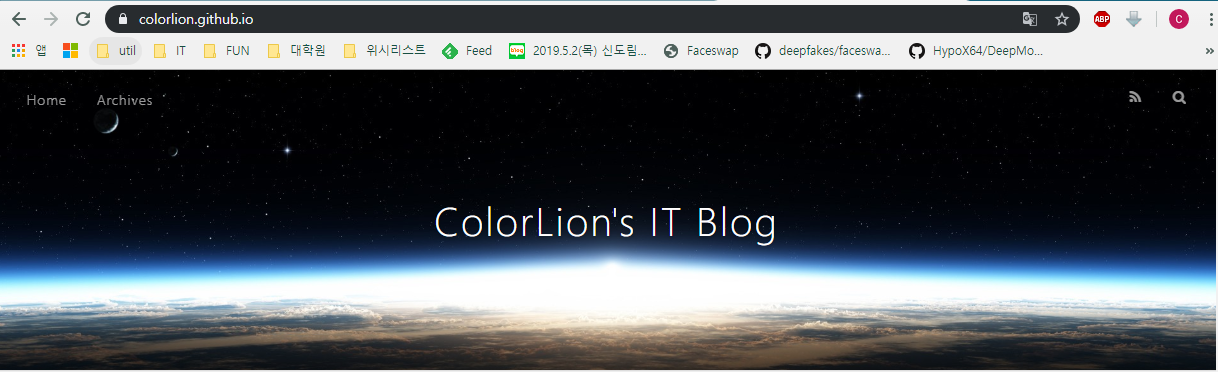 colorlion.github.io
ABP
C
앱
util
IT
FUN
대학원
위시리스트
Feed
blog
2019.5.2(목) 신도림...
Faceswap
deepfakes/faceswa...
HypoX64/DeepMo...
»
Home
Archives
ColorLion's IT Blog